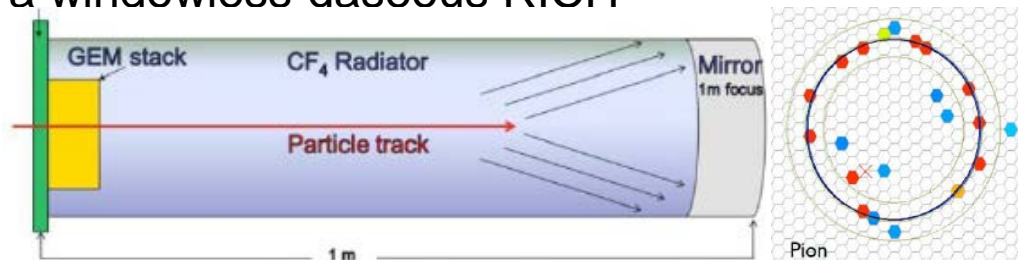 a windowless gaseous RICH
GEM stack
CF₄ Radiator
Mirror
1m focus
Particle track
1 m
Pion